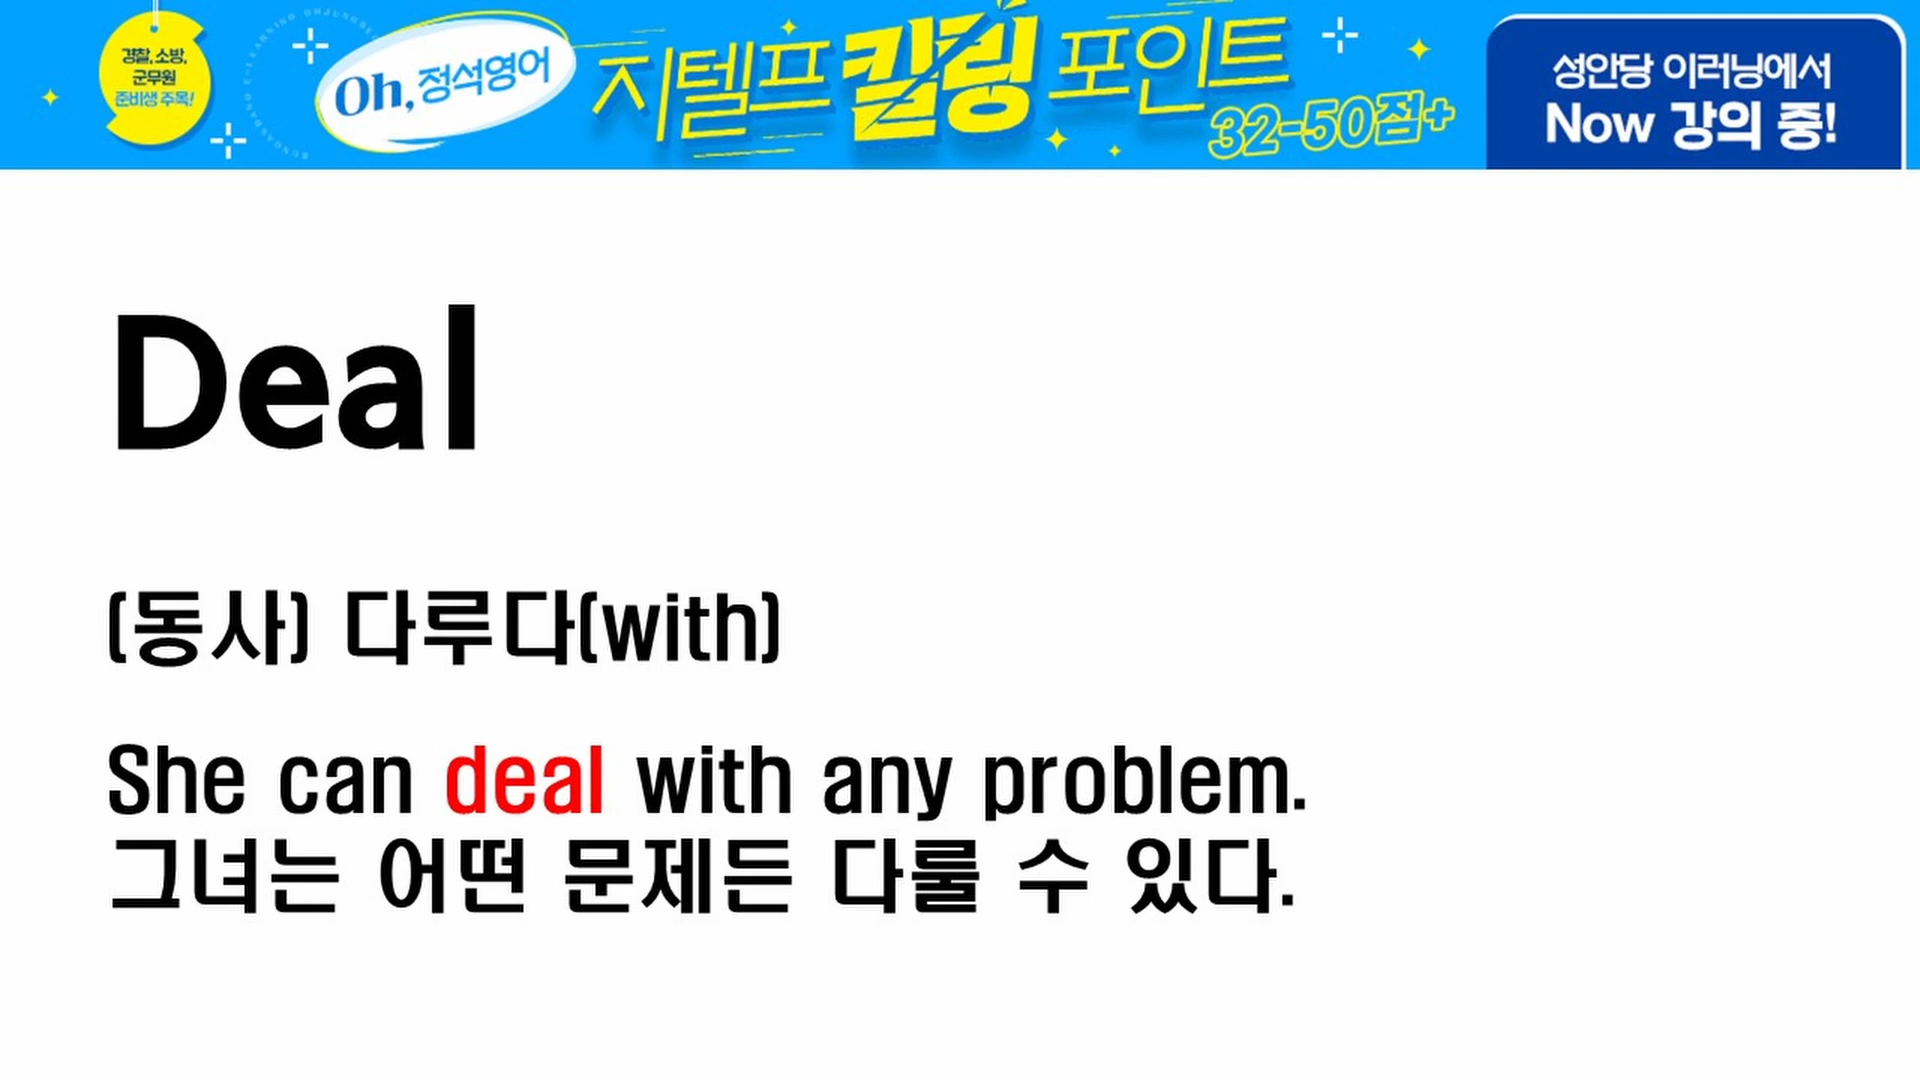 경찰, 소방,
군무원
준비생 주목!
Oh, 정석영어
지텔프 킬링 포인트
32-50점+
성안당 이러닝에서
Now 강의 중!
Deal
(동사) 다루다(with)
She can deal with any problem.
그녀는 어떤 문제든 다룰 수 있다.